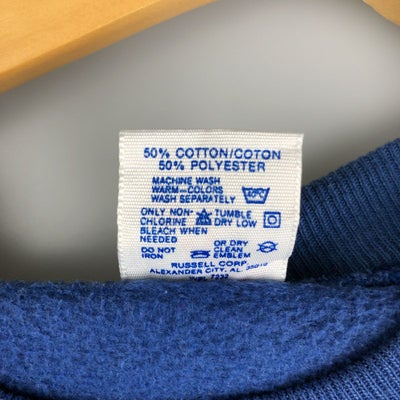 50% COTTON/COTON
50% POLYESTER
MACHINE WASH
WARM-COLORS
WASH SEPARATELY
ONLY NON- TUMBLE
CHLORINE DRY LOW
BLEACH WHEN
NEEDED
DO NOT IRON
OR DRY CLEAN EMBLEM
RUSSELL CORP.
ALEXANDER CITY, AL.